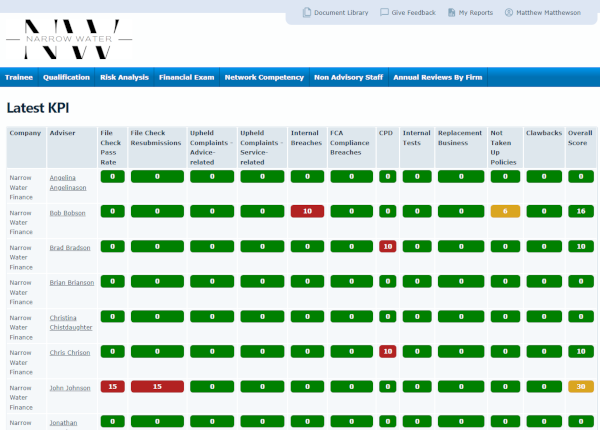 Document Library Give Feedback My Reports Matthew Matthewson
NW
NARROW WATER
Trainee Qualification Risk Analysis Financial Exam Network Competency Non Advisory Staff Annual Reviews By Firm
Latest KPI
Company Adviser File Check Pass Rate File Check Resubmissions Upheld Complaints - Advice-related Upheld Complaints - Service-related Internal Breaches FCA Compliance Breaches CPD Internal Tests Replacement Business Not Taken Up Policies Clawbacks Overall Score
Narrow Water Finance Angelina Angelinason 0 0 0 0 0 0 0 0 0 0 0 0
Narrow Water Finance Bob Bobson 0 0 0 0 10 0 0 0 0 6 0 16
Narrow Water Finance Brad Bradson 0 0 0 0 0 0 10 0 0 0 0 10
Narrow Water Finance Brian Brianson 0 0 0 0 0 0 0 0 0 0 0 0
Narrow Water Finance Christina Chistdaughter 0 0 0 0 0 0 0 0 0 0 0 0
Narrow Water Finance Chris Chrison 0 0 0 0 0 0 10 0 0 0 0 10
Narrow Water Finance John Johnson 15 15 0 0 0 0 0 0 0 0 0 30
Narrow Jonathan 0 0 0 0 0 0 0 0 0 0 0 0